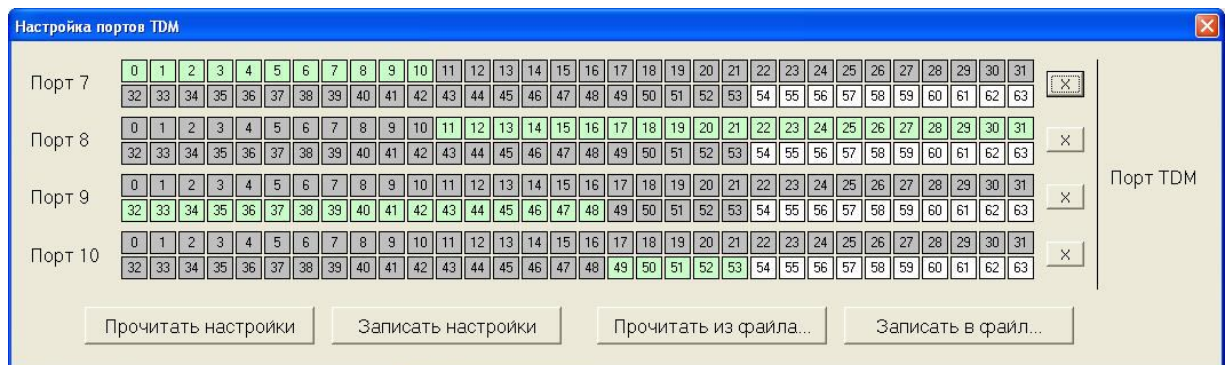 Настройка портов TDM
Порт 7
0 1 2 3 4 5 6 7 8 9 10 11 12 13 14 15 16 17 18 19 20 21 22 23 24 25 26 27 28 29 30 31
32 33 34 35 36 37 38 39 40 41 42 43 44 45 46 47 48 49 50 51 52 53 54 55 56 57 58 59 60 61 62 63
X
Порт 8
0 1 2 3 4 5 6 7 8 9 10 11 12 13 14 15 16 17 18 19 20 21 22 23 24 25 26 27 28 29 30 31
32 33 34 35 36 37 38 39 40 41 42 43 44 45 46 47 48 49 50 51 52 53 54 55 56 57 58 59 60 61 62 63
X
Порт 9
0 1 2 3 4 5 6 7 8 9 10 11 12 13 14 15 16 17 18 19 20 21 22 23 24 25 26 27 28 29 30 31
32 33 34 35 36 37 38 39 40 41 42 43 44 45 46 47 48 49 50 51 52 53 54 55 56 57 58 59 60 61 62 63
X
Порт 10
0 1 2 3 4 5 6 7 8 9 10 11 12 13 14 15 16 17 18 19 20 21 22 23 24 25 26 27 28 29 30 31
32 33 34 35 36 37 38 39 40 41 42 43 44 45 46 47 48 49 50 51 52 53 54 55 56 57 58 59 60 61 62 63
X
Порт TDM
Прочитать настройки
Записать настройки
Прочитать из файла...
Записать в файл...